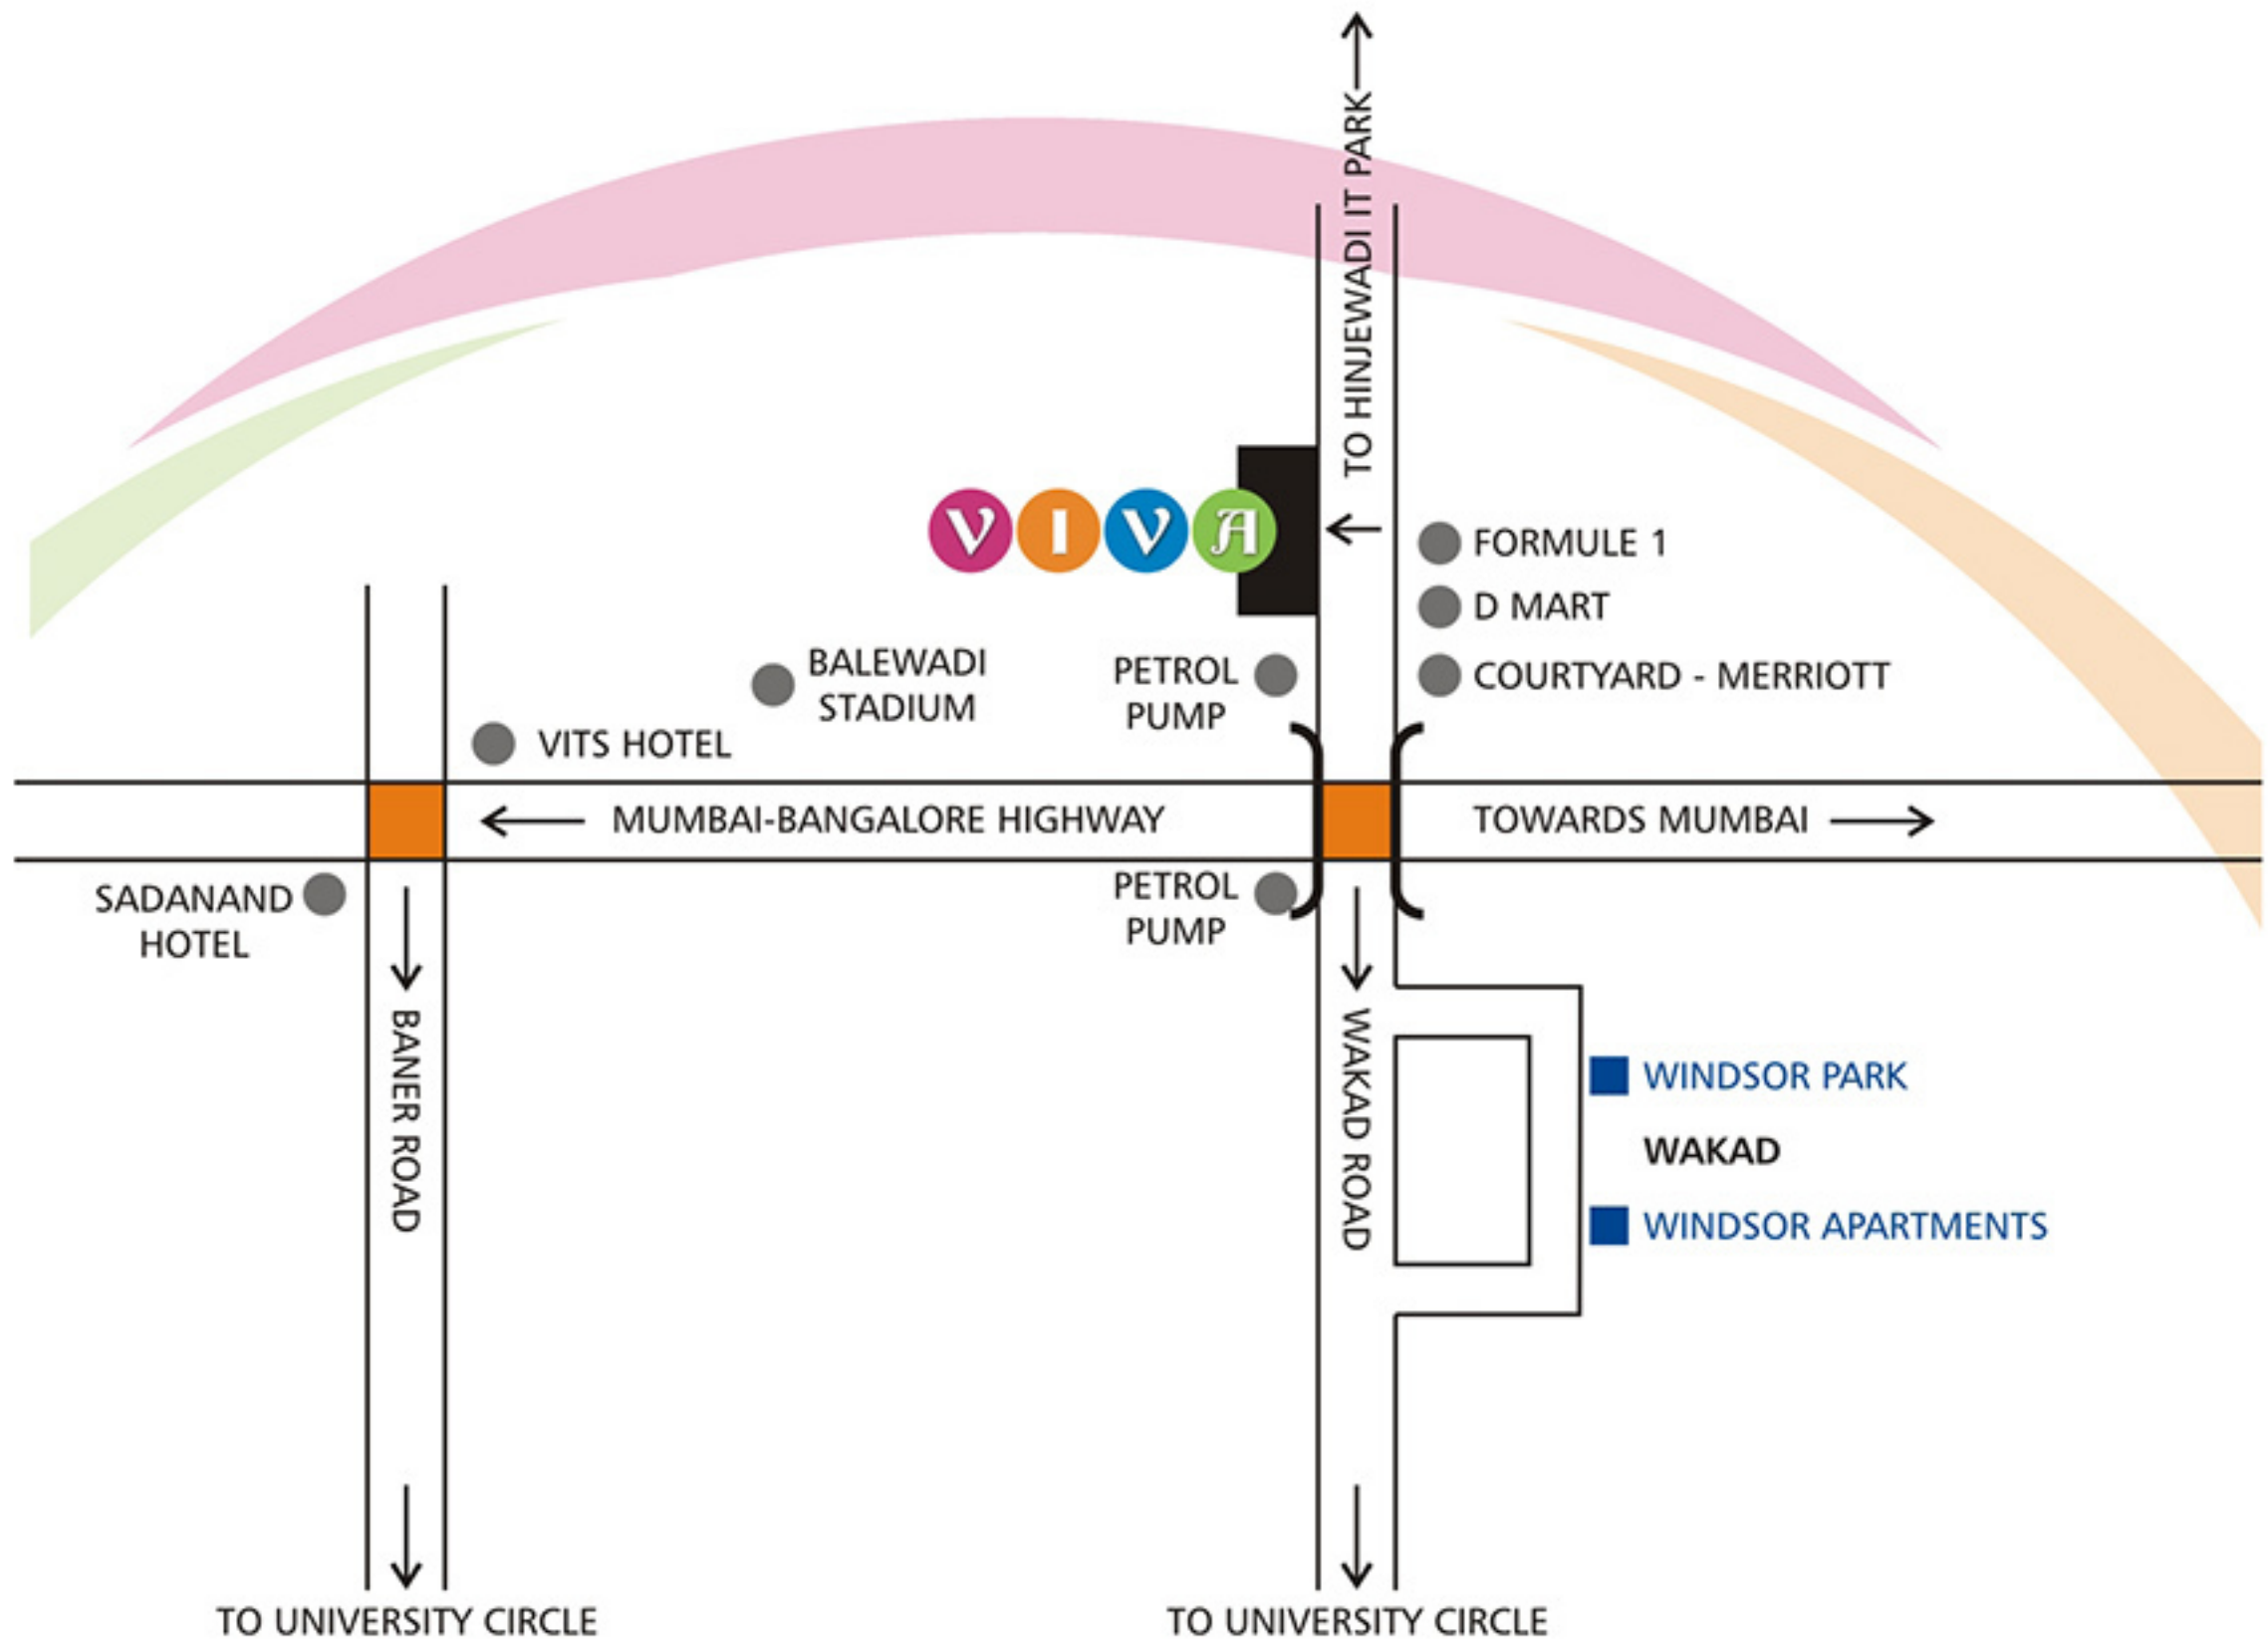 TO HINJEWADI IT PARK
VIVA
FORMULE 1
D MART
BALEWADI
STADIUM
PETROL
PUMP
COURTYARD - MERRIOTT
VITS HOTEL
MUMBAI-BANGALORE HIGHWAY
TOWARDS MUMBAI
SADANAND
HOTEL
PETROL
PUMP
BANER ROAD
WAKAD ROAD
WINDSOR PARK
WAKAD
WINDSOR APARTMENTS
TO UNIVERSITY CIRCLE
TO UNIVERSITY CIRCLE